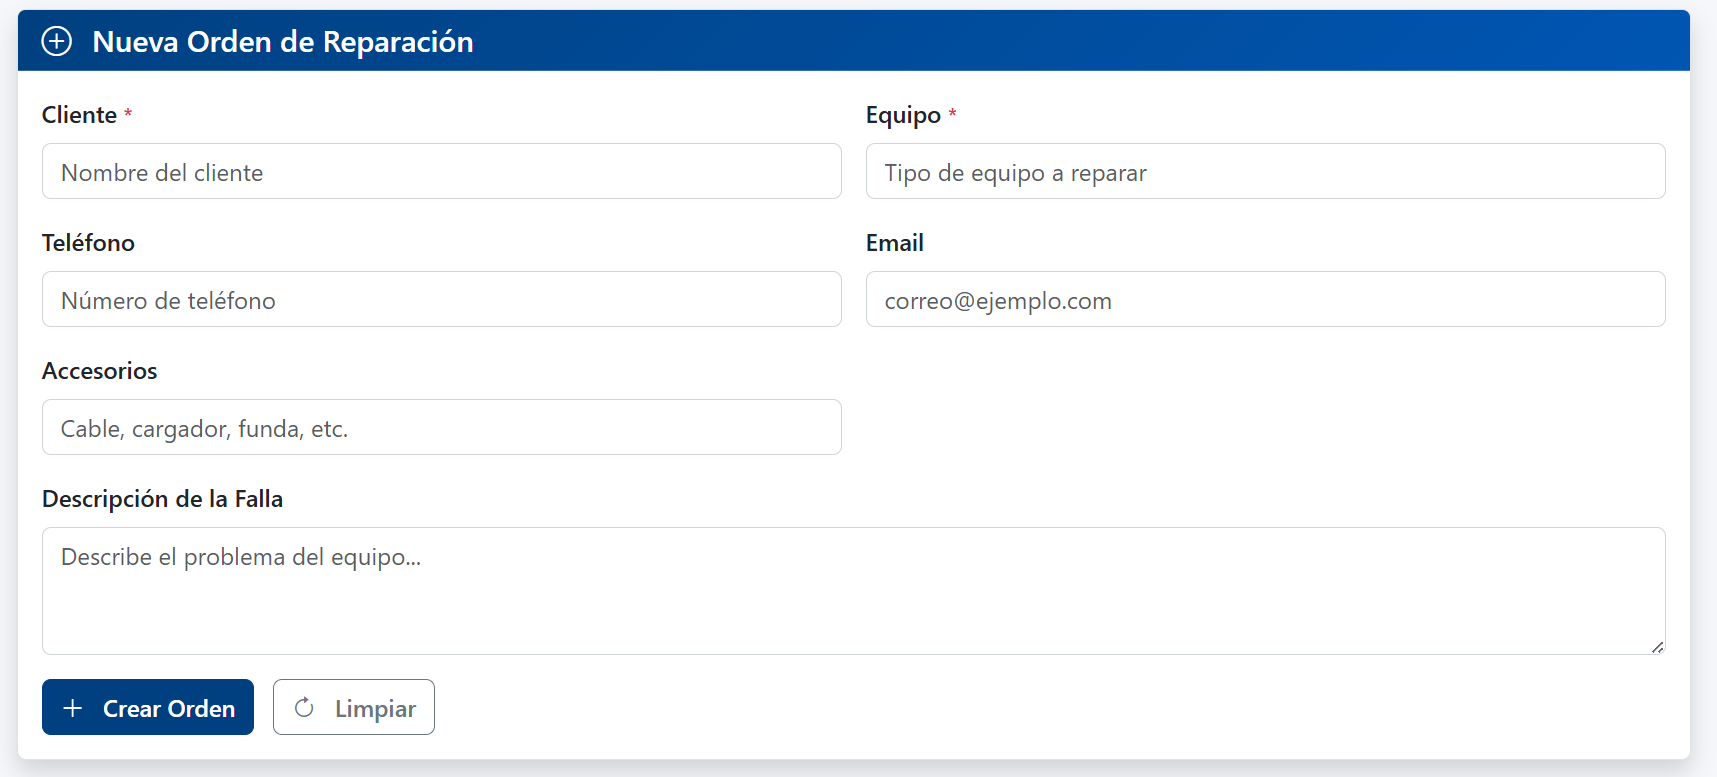 Nueva Orden de Reparación
Cliente *
Equipo *
Nombre del cliente
Tipo de equipo a reparar
Teléfono
Email
Número de teléfono
correo@ejemplo.com
Accesorios
Cable, cargador, funda, etc.
Descripción de la Falla
Describe el problema del equipo...
Crear Orden
Limpiar